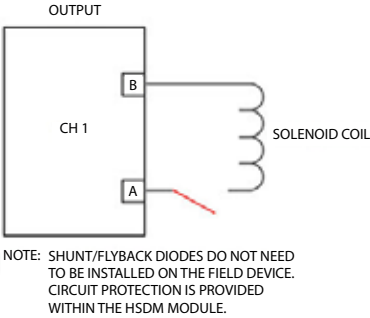 OUTPUT
B
CH 1
SOLENOID COIL
A
NOTE: SHUNT/FLYBACK DIODES DO NOT NEED
TO BE INSTALLED ON THE FIELD DEVICE.
CIRCUIT PROTECTION IS PROVIDED
WITHIN THE HSDM MODULE.